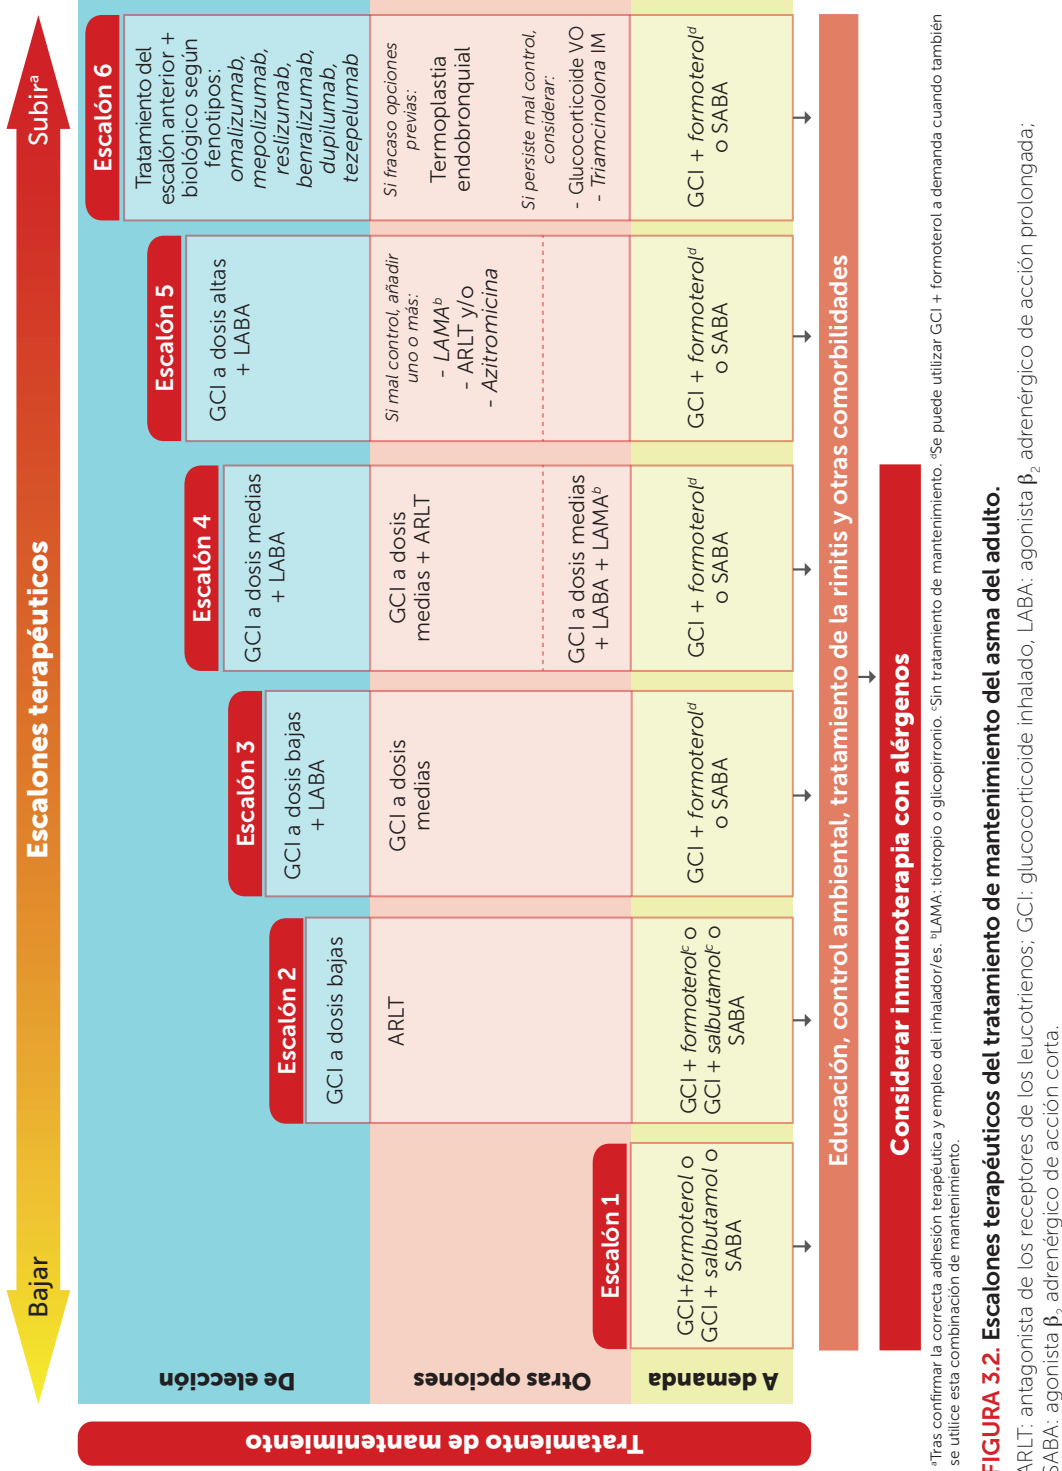 Escalones terapéuticos
Bajar
Subirᵃ
Tratamiento de mantenimiento
De elección
Otras opciones
A demanda
Escalón 1
GCI+formoterol o
GCI + salbutamol o
SABA
Escalón 2
GCI a dosis bajas
ARLT
GCI + formoterolᶜ o
GCI + salbutamolᶜ o
SABA
Escalón 3
GCI a dosis bajas
+ LABA
GCI a dosis
medias
GCI + formoterolᵈ
o SABA
Escalón 4
GCI a dosis medias
+ LABA
GCI a dosis
medias + ARLT
GCI a dosis medias
+ LABA + LAMAᵇ
GCI + formoterolᵈ
o SABA
Escalón 5
GCI a dosis altas
+ LABA
Si mal control, añadir
uno o más:
- LAMAᵇ
- ARLT y/o
- Azitromicina
GCI + formoterolᵈ
o SABA
Escalón 6
Tratamiento del
escalón anterior +
biológico según
fenotipos:
omalizumab,
mepolizumab,
reslizumab,
benralizumab,
dupilumab,
tezepelumab
Si fracaso opciones
previas:
Termoplastia
endobronquial
Si persiste mal control,
considerar:
- Glucocorticoide VO
- Triamcinolona IM
GCI + formoterolᵈ
o SABA
Educación, control ambiental, tratamiento de la rinitis y otras comorbilidades
Considerar inmunoterapia con alérgenos
ᵃTras confirmar la correcta adhesión terapéutica y empleo del inhalador/es. ᵇLAMA: tiotropio o glicopirronio. ᶜSin tratamiento de mantenimiento. ᵈSe puede utilizar GCI + formoterol a demanda cuando también
se utilice esta combinación de mantenimiento.
FIGURA 3.2. Escalones terapéuticos del tratamiento de mantenimiento del asma del adulto.
ARLT: antagonista de los receptores de los leucotrienos; GCI: glucocorticoide inhalado, LABA: agonista β₂ adrenérgico de acción prolongada;
SABA: agonista β₂ adrenérgico de acción corta.